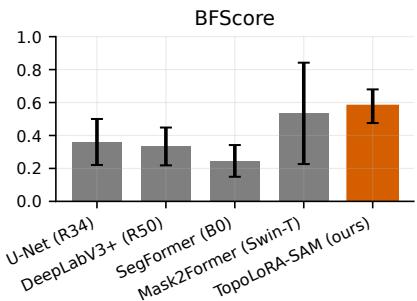 BFScore
1.0
0.8
0.6
0.4
0.2
0.0
U-Net (R34)
DeepLabV3+ (R50)
SegFormer (B0)
Mask2Former (Swin-T)
TopoLoRA-SAM (ours)